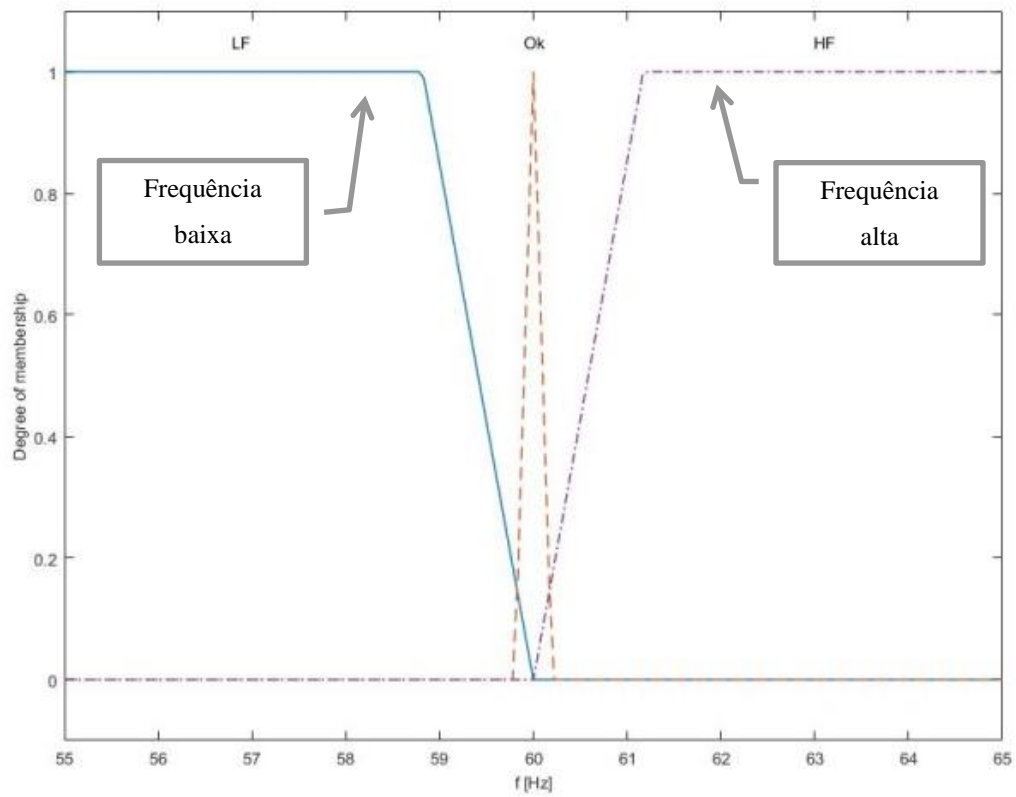 LF
Ok
HF
1
0.8
0.6
0.4
0.2
0
Degree of membership
Frequência
baixa
Frequência
alta
55 56 57 58 59 60 61 62 63 64 65
f [Hz]